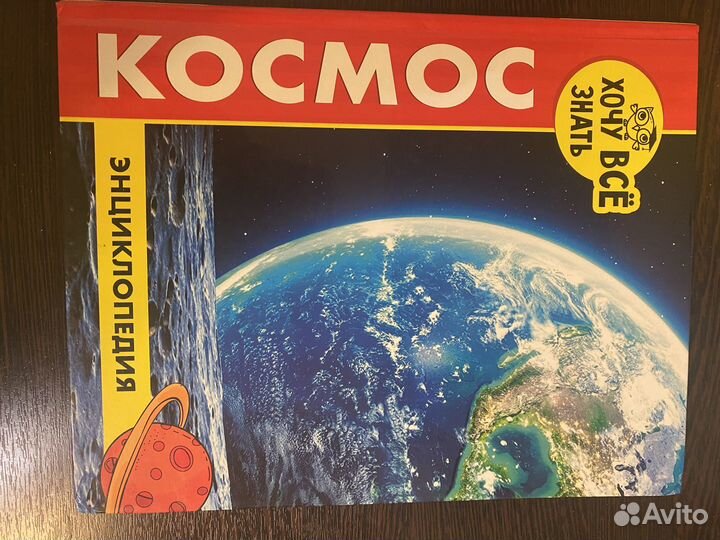 КОСМОС
ХОЧУ ВСЁ
ЗНАТЬ
ЭНЦИКЛОПЕДИЯ
Avito